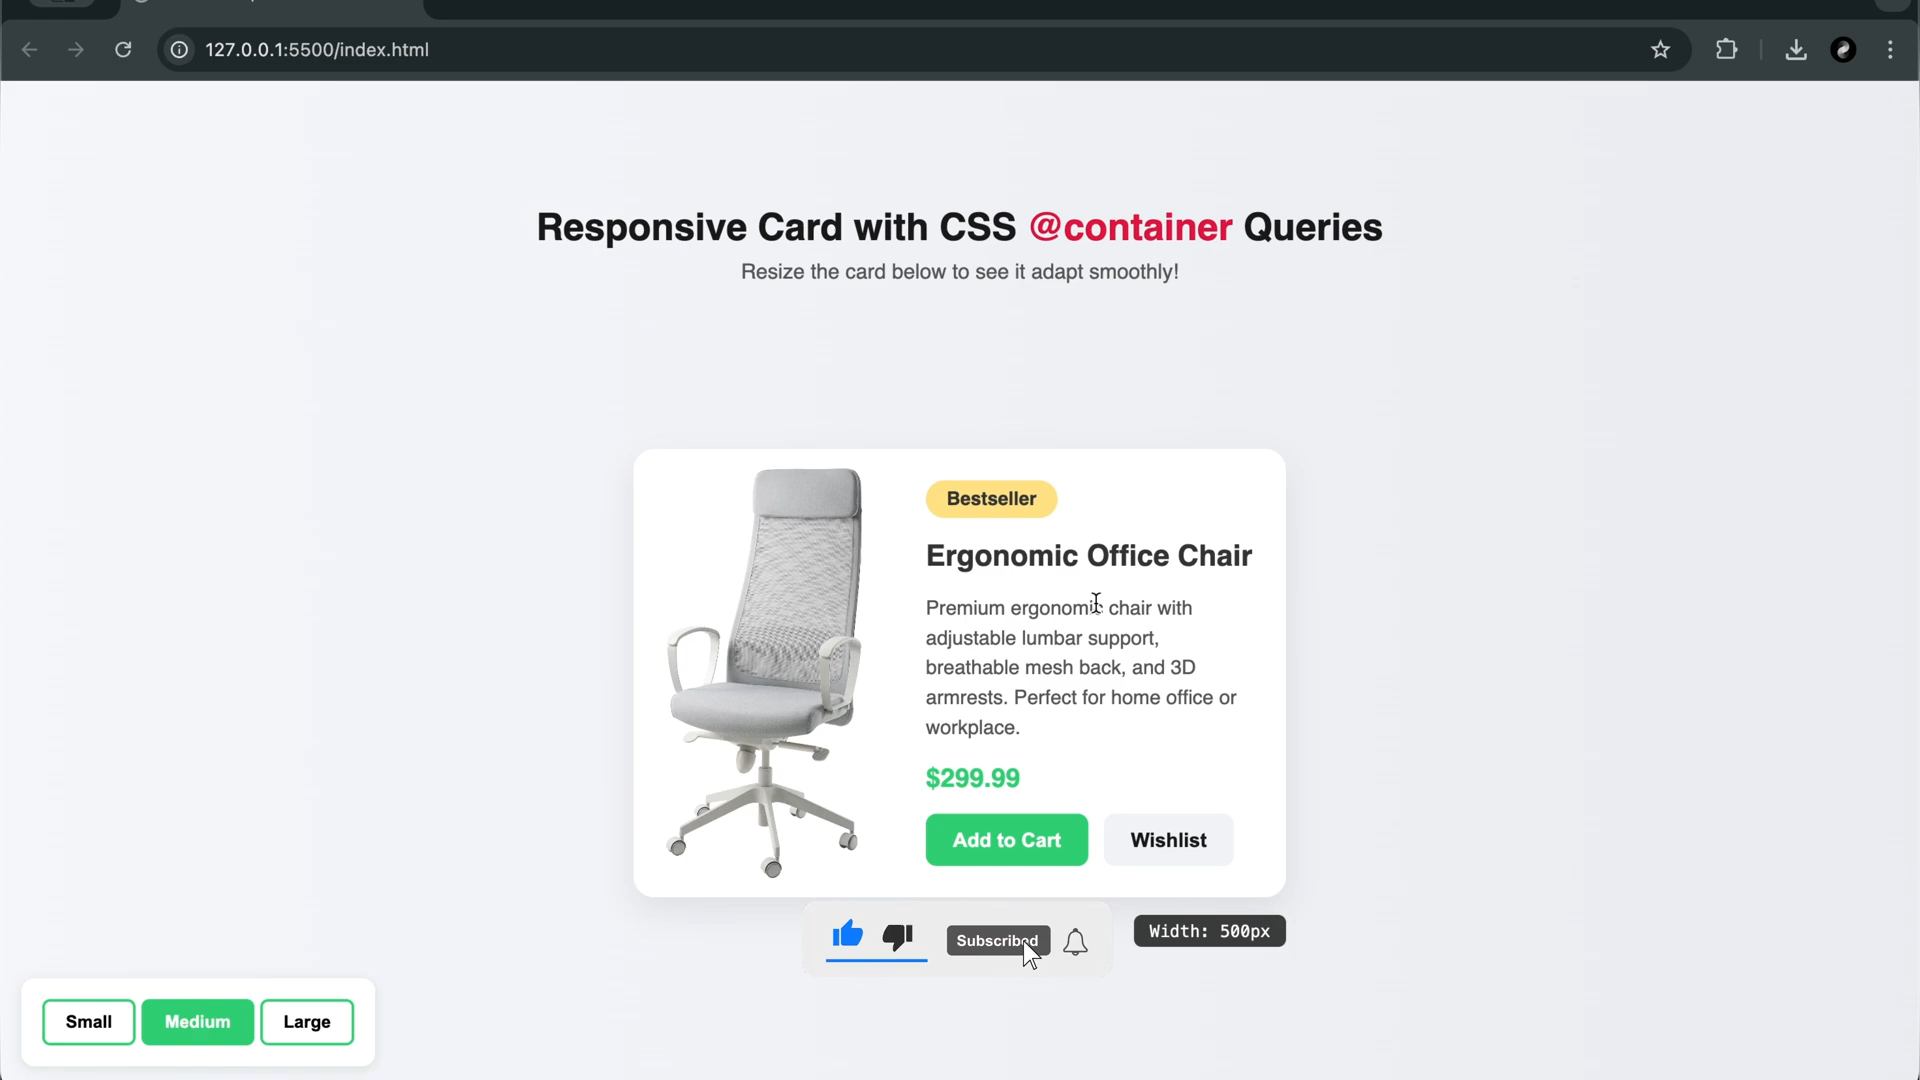 127.0.0.1:5500/index.html
Responsive Card with CSS @container Queries
Resize the card below to see it adapt smoothly!
Bestseller
Ergonomic Office Chair
Premium ergonomic chair with
adjustable lumbar support,
breathable mesh back, and 3D
armrests. Perfect for home office or
workplace.
$299.99
Add to Cart
Wishlist
Subscribed
Width: 500px
Small
Medium
Large